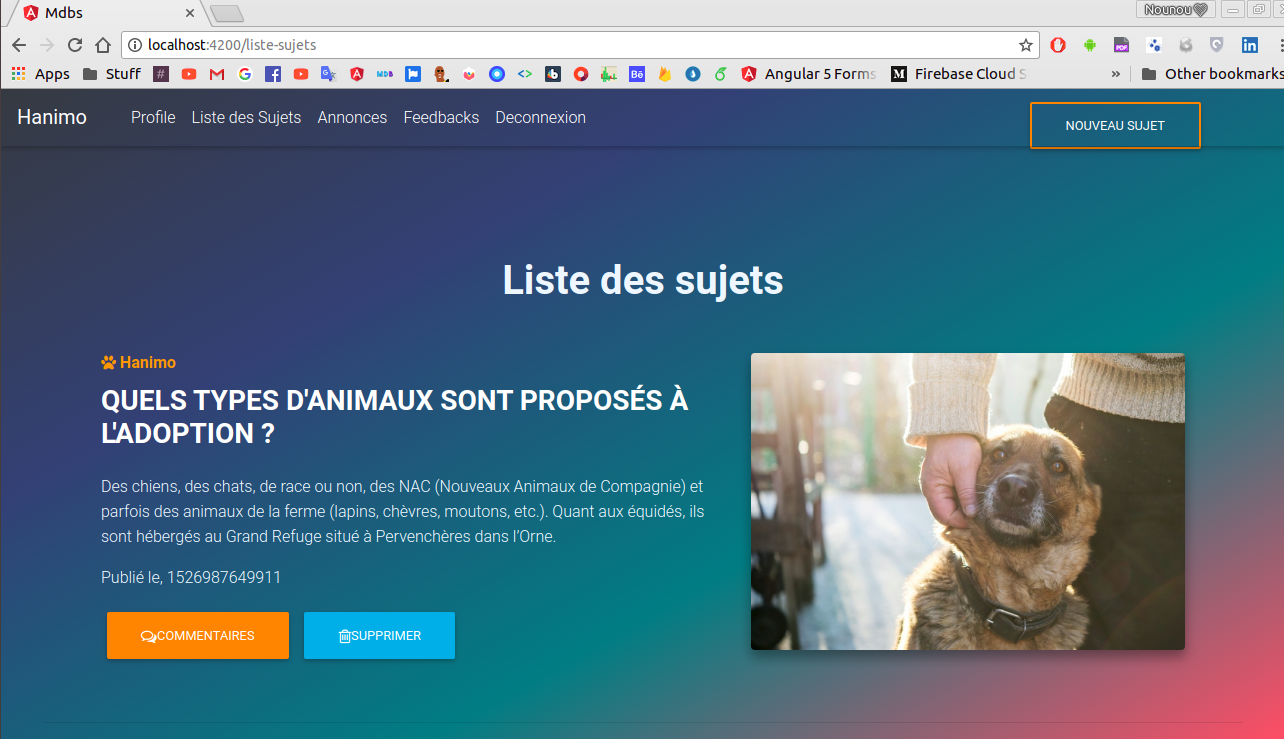 Mdbs
Nounou
localhost:4200/liste-sujets
Apps Stuff Angular 5 Forms Firebase Cloud S » Other bookmarks
Hanimo Profile Liste des Sujets Annonces Feedbacks Deconnexion NOUVEAU SUJET
Liste des sujets
Hanimo
QUELS TYPES D'ANIMAUX SONT PROPOSÉS À
L'ADOPTION ?
Des chiens, des chats, de race ou non, des NAC (Nouveaux Animaux de Compagnie) et
parfois des animaux de la ferme (lapins, chèvres, moutons, etc.). Quant aux équidés, ils
sont hébergés au Grand Refuge situé à Pervenchères dans l’Orne.
Publié le, 1526987649911
COMMENTAIRES SUPPRIMER